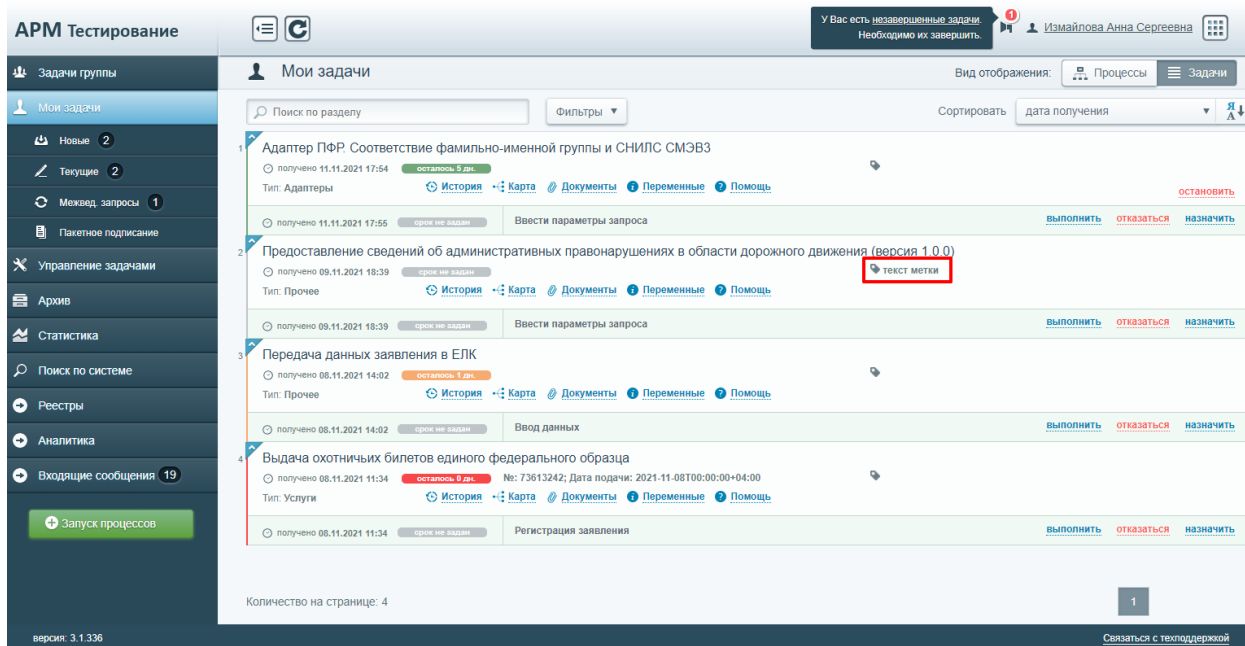 АРМ Тестирование
У Вас есть незавершенные задачи.
Необходимо их завершить.
1
Измайлова Анна Сергеевна
Задачи группы
Мои задачи
Новые 2
Текущие 2
Межвед. запросы 1
Пакетное подписание
Управление задачами
Архив
Статистика
Поиск по системе
Реестры
Аналитика
Входящие сообщения 19
Запуск процессов
версия: 3.1.336
Мои задачи
Вид отображения: Процессы Задачи
Поиск по разделу Фильтры Сортировать дата получения Я А
1 Адаптер ПФР. Соответствие фамильно-именной группы и СНИЛС СМЭВ3
получено 11.11.2021 17:54 осталось 5 дн.
Тип: Адаптеры История Карта Документы Переменные Помощь остановить
получено 11.11.2021 17:55 срок не задан Ввести параметры запроса выполнить отказаться назначить
2 Предоставление сведений об административных правонарушениях в области дорожного движения (версия 1.0.0)
получено 09.11.2021 18:39 срок не задан текст метки
Тип: Прочее История Карта Документы Переменные Помощь
получено 09.11.2021 18:39 срок не задан Ввести параметры запроса выполнить отказаться назначить
3 Передача данных заявления в ЕЛК
получено 08.11.2021 14:02 осталось 1 дн.
Тип: Прочее История Карта Документы Переменные Помощь
получено 08.11.2021 14:02 срок не задан Ввод данных выполнить отказаться назначить
4 Выдача охотничьих билетов единого федерального образца
получено 08.11.2021 11:34 осталось 0 дн. №: 73613242; Дата подачи: 2021-11-08T00:00:00+04:00
Тип: Услуги История Карта Документы Переменные Помощь
получено 08.11.2021 11:34 срок не задан Регистрация заявления выполнить отказаться назначить
Количество на странице: 4 1
Связаться с техподдержкой